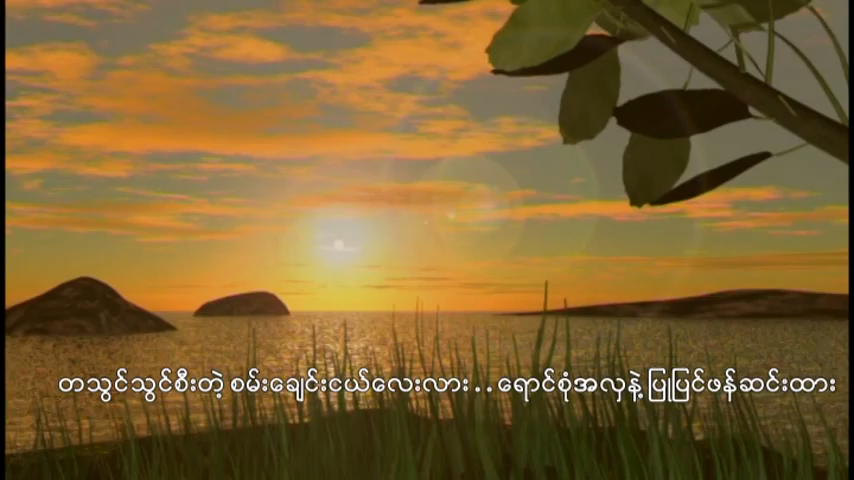 တသွင်သွင်စီးတဲ့ စမ်းချေင်းငယ်လေးလား . . ရောင်စုံအလှနဲ့ ပြုပြင်ဖန်ဆင်းထား